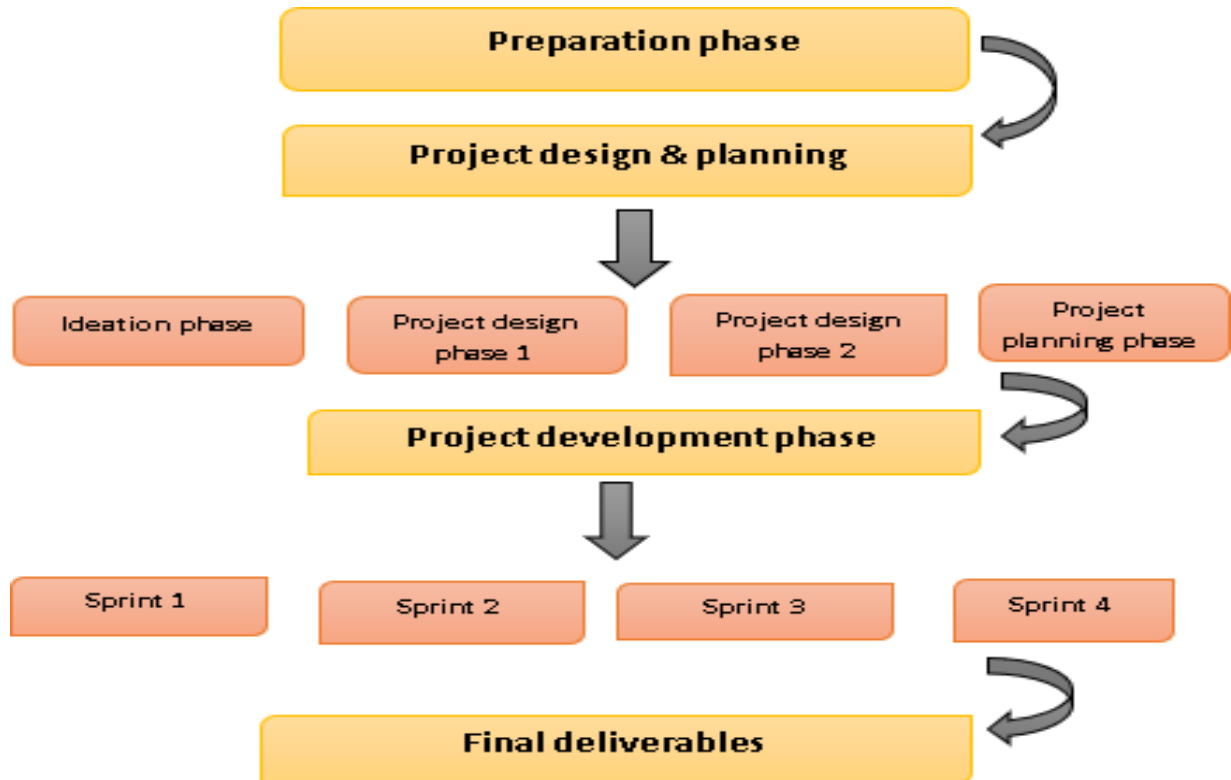 Preparation phase
Project design & planning
Ideation phase
Project design
phase 1
Project design
phase 2
Project
planning phase
Project development phase
Sprint 1
Sprint 2
Sprint 3
Sprint 4
Final deliverables